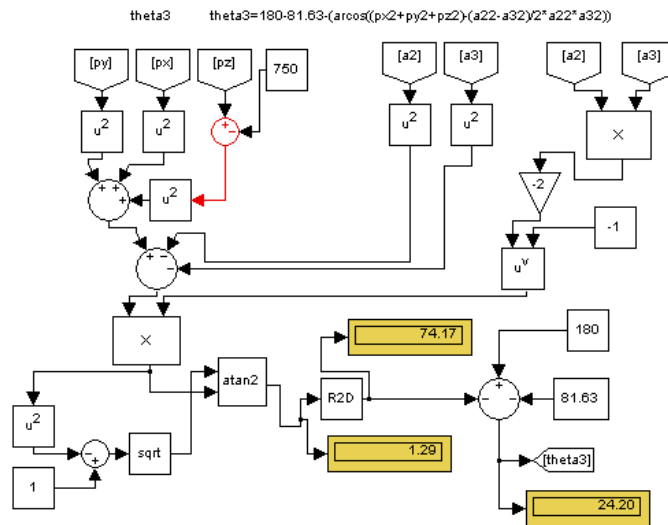 theta3 theta3=180-81.63-(arcos((px2+py2+pz2)-(a22-a32)/2*a22*a32))
[py] [px] [pz] 750 [a2] [a3] [a2] [a3]
u² u² + − u² u² ×
+ + + u² -2
+ − − u^v -1
×
74.17 180
u² atan2 R2D − + − 81.63
− + sqrt 1.29 [theta3]
1 24.20